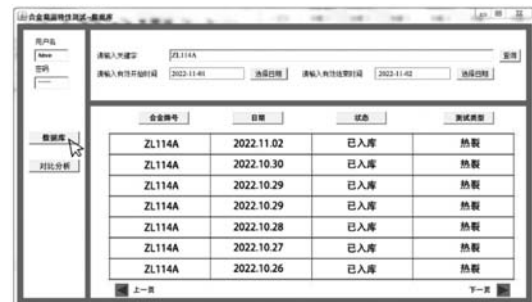 合金凝固特性测试-数据库
用户名
Admin
密码
请输入关键字 ZL114A 查询
请输入有效开始时间 2022-11-01 选择日期 请输入有效结束时间 2022-11-02 选择日期
数据库
对比分析
合金牌号 日期 状态 测试类型
ZL114A 2022.11.02 已入库 热裂
ZL114A 2022.10.30 已入库 热裂
ZL114A 2022.10.29 已入库 热裂
ZL114A 2022.10.29 已入库 热裂
ZL114A 2022.10.28 已入库 热裂
ZL114A 2022.10.27 已入库 热裂
ZL114A 2022.10.26 已入库 热裂
上一页 下一页